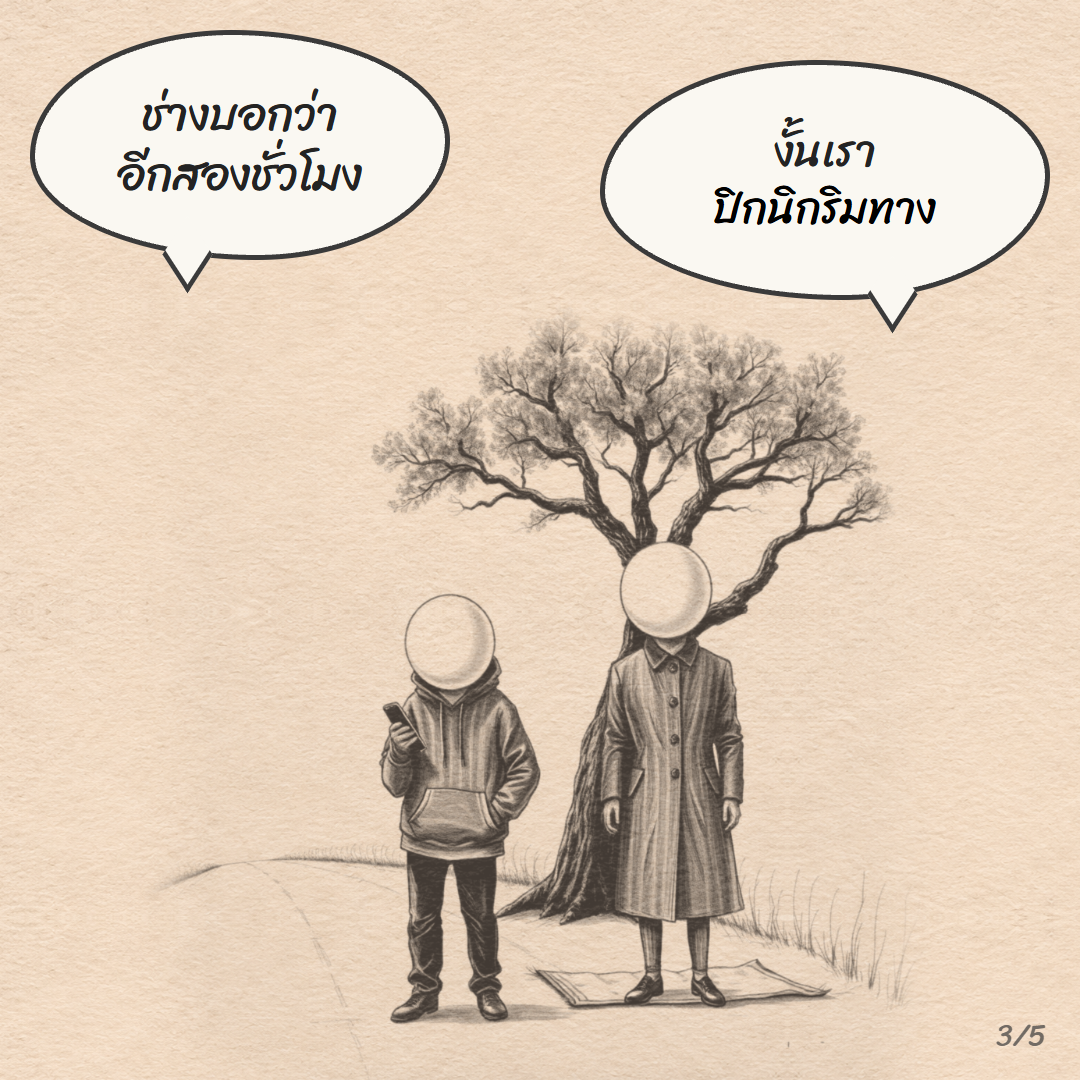 ช่างบอกว่า
อีกสองชั่วโมง
งั้นเรา
ปิกนิกริมทาง
3/5